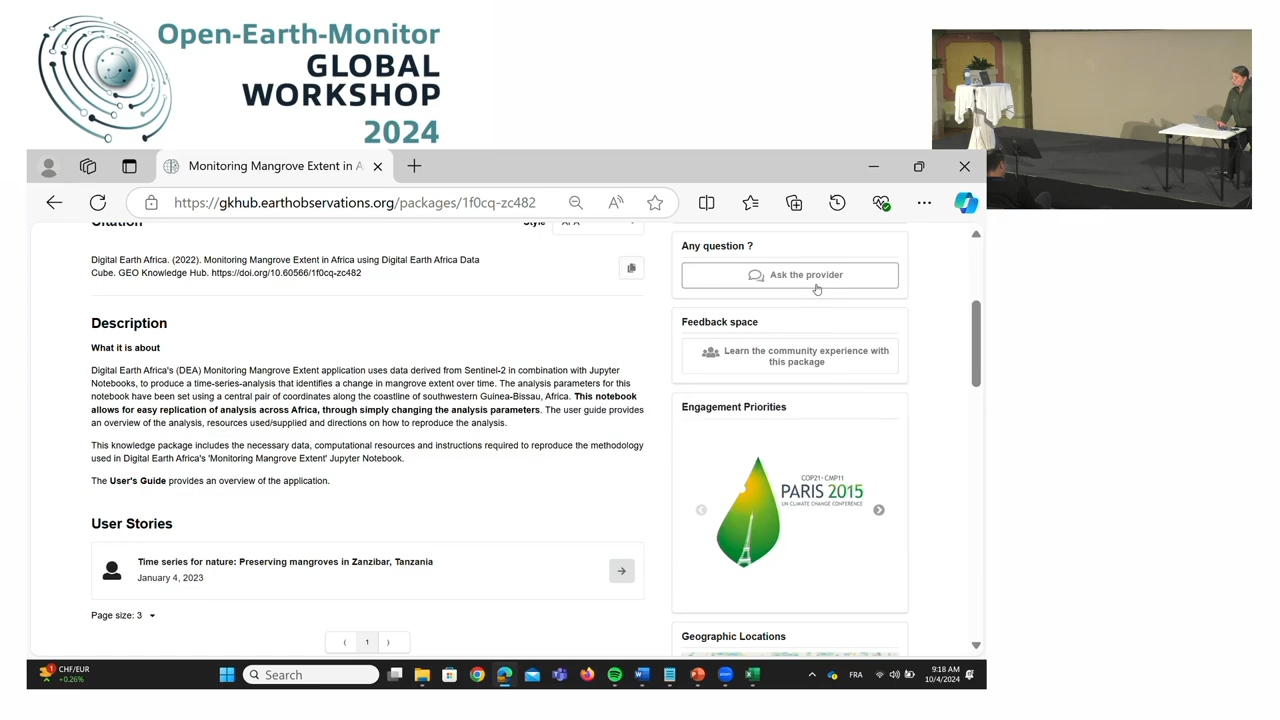 Open-Earth-Monitor
GLOBAL
WORKSHOP
2024
Monitoring Mangrove Extent in A
https://gkhub.earthobservations.org/packages/1f0cq-zc482
Citation
Style
APA
Digital Earth Africa. (2022). Monitoring Mangrove Extent in Africa using Digital Earth Africa Data
Cube. GEO Knowledge Hub. https://doi.org/10.60566/1f0cq-zc482
Description
What it is about
Digital Earth Africa's (DEA) Monitoring Mangrove Extent application uses data derived from Sentinel-2 in combination with Jupyter
Notebooks, to produce a time-series-analysis that identifies a change in mangrove extent over time. The analysis parameters for this
notebook have been set using a central pair of coordinates along the coastline of southwestern Guinea-Bissau, Africa. This notebook
allows for easy replication of analysis across Africa, through simply changing the analysis parameters. The user guide provides
an overview of the analysis, resources used/supplied and directions on how to reproduce the analysis.
This knowledge package includes the necessary data, computational resources and instructions required to reproduce the methodology
used in Digital Earth Africa's 'Monitoring Mangrove Extent' Jupyter Notebook.
The User's Guide provides an overview of the application.
User Stories
Time series for nature: Preserving mangroves in Zanzibar, Tanzania
January 4, 2023
Page size: 3
1
Any question ?
Ask the provider
Feedback space
Learn the community experience with
this package
Engagement Priorities
COP21·CMP11
PARIS 2015
UN CLIMATE CHANGE CONFERENCE
Geographic Locations
1
CHF/EUR
+0.26%
Search
FRA
9:18 AM
10/4/2024